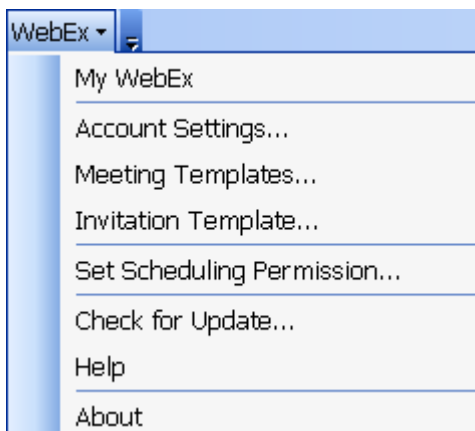 WebEx
My WebEx
Account Settings...
Meeting Templates...
Invitation Template...
Set Scheduling Permission...
Check for Update...
Help
About